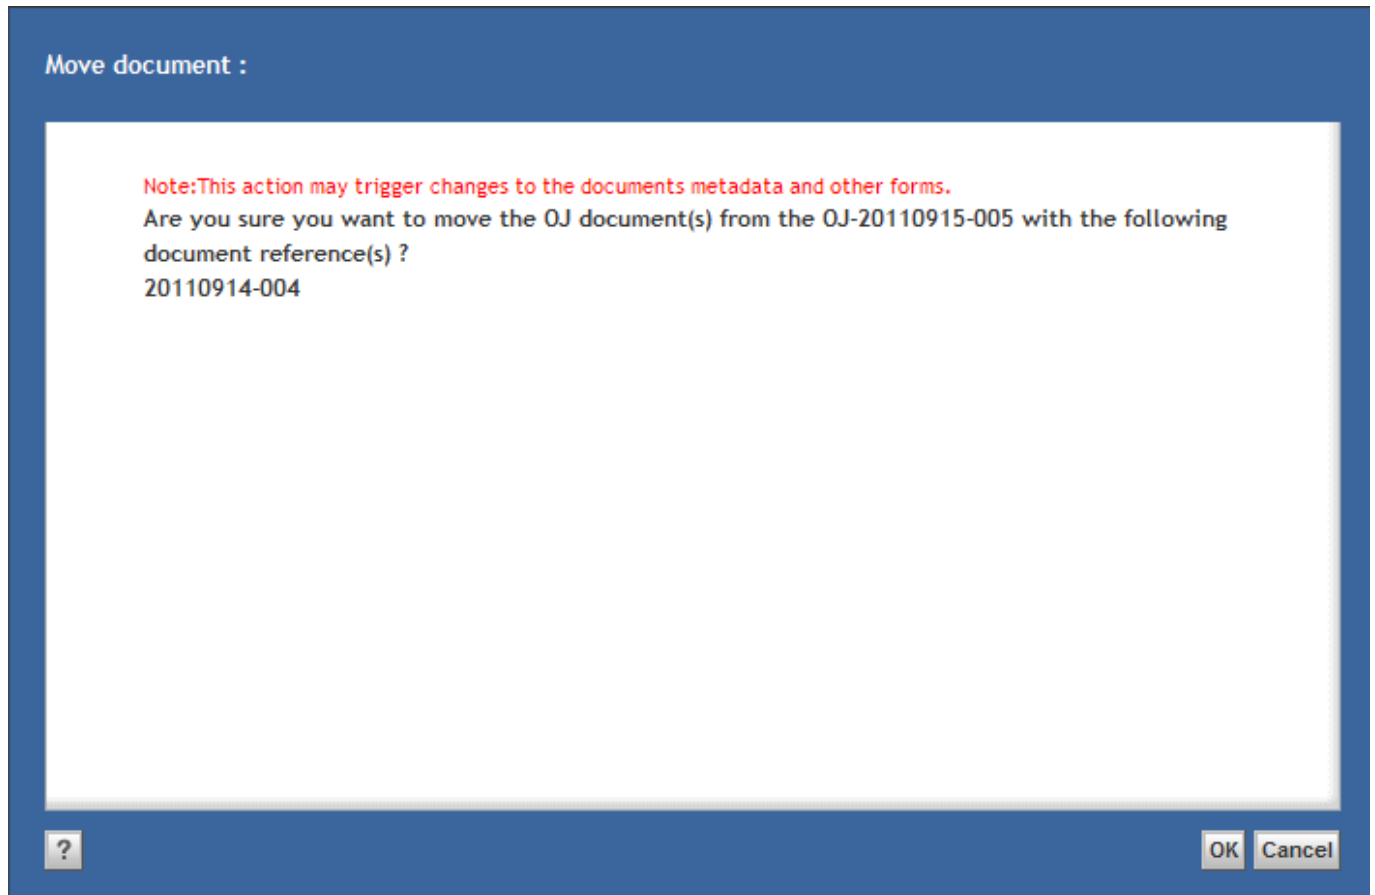 Move document :
Note:This action may trigger changes to the documents metadata and other forms.
Are you sure you want to move the OJ document(s) from the OJ-20110915-005 with the following
document reference(s) ?
20110914-004
?
OK
Cancel